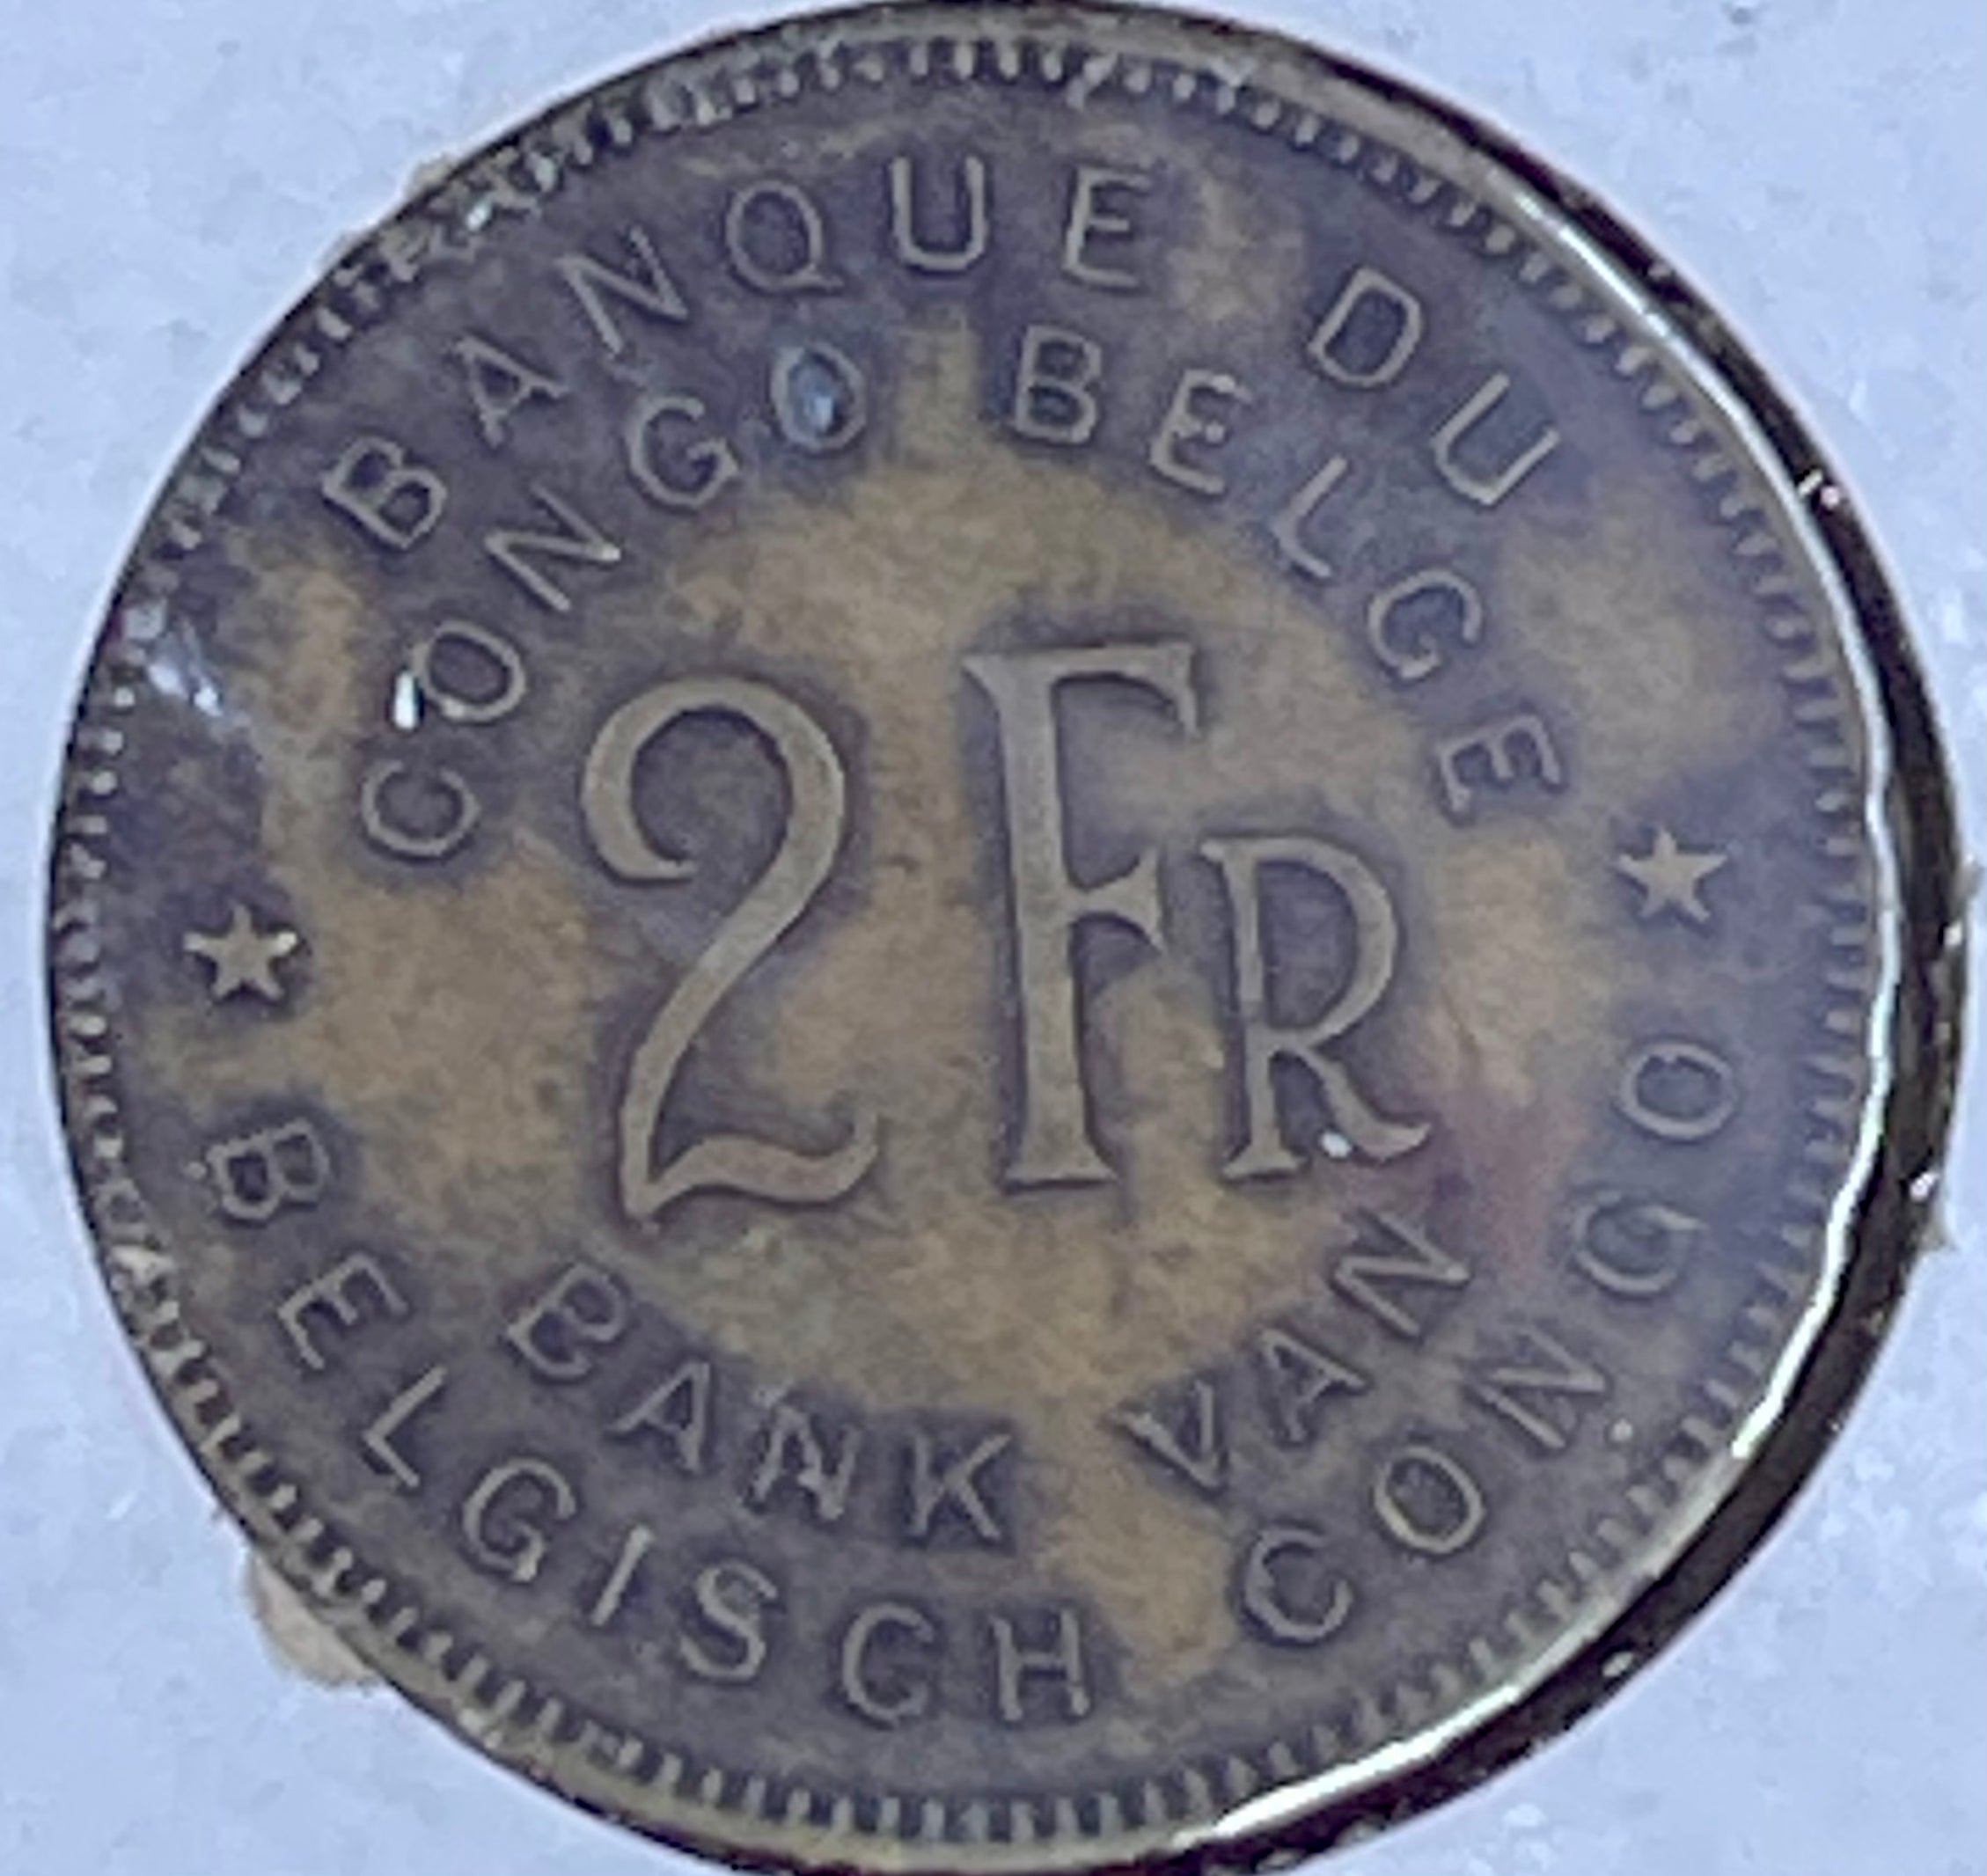 BANQUE DU
CONGO BELGE
2 FR
BANK VAN
BELGISCH CONGO